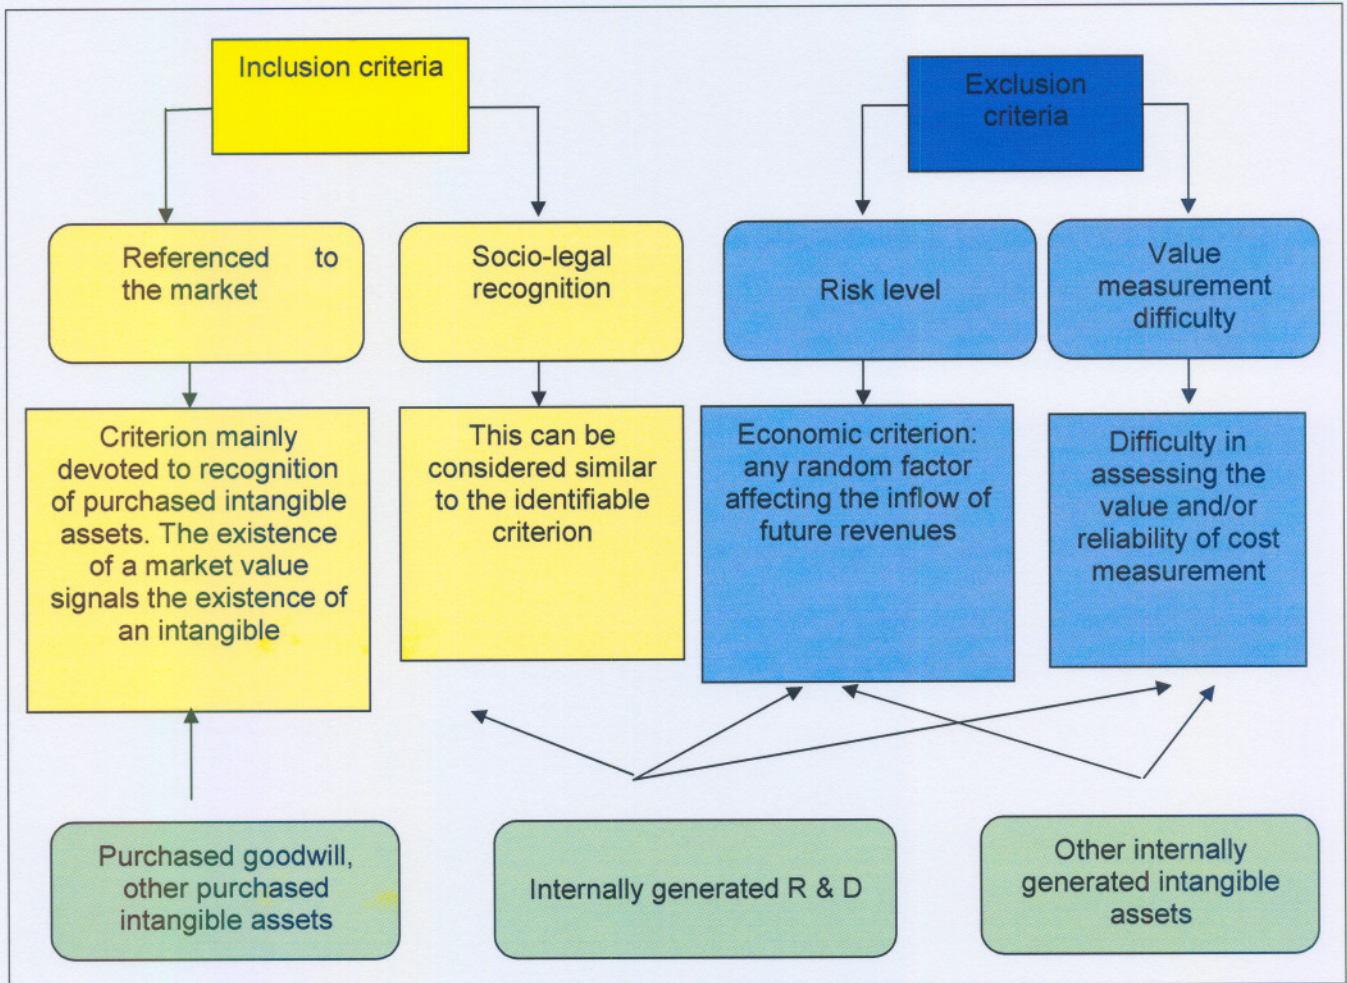 Inclusion criteria
Exclusion
criteria
Referenced to
the market
Socio-legal
recognition
Risk level
Value
measurement
difficulty
Criterion mainly
devoted to recognition
of purchased intangible
assets. The existence
of a market value
signals the existence of
an intangible
This can be
considered similar
to the identifiable
criterion
Economic criterion:
any random factor
affecting the inflow of
future revenues
Difficulty in
assessing the
value and/or
reliability of cost
measurement
Purchased goodwill,
other purchased
intangible assets
Internally generated R & D
Other internally
generated intangible
assets